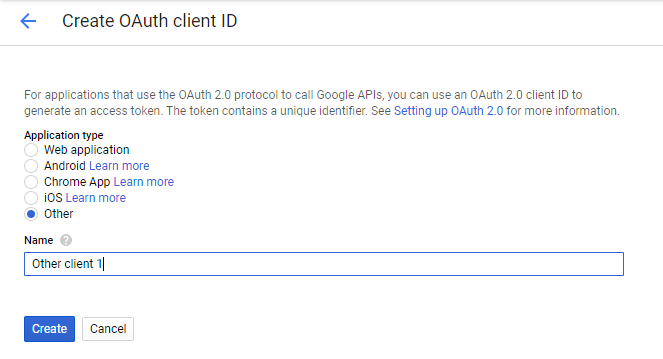 Create OAuth client ID
For applications that use the OAuth 2.0 protocol to call Google APIs, you can use an OAuth 2.0 client ID to
generate an access token. The token contains a unique identifier. See Setting up OAuth 2.0 for more information.
Application type
Web application
Android Learn more
Chrome App Learn more
iOS Learn more
Other
Name ?
Other client 1
Create Cancel